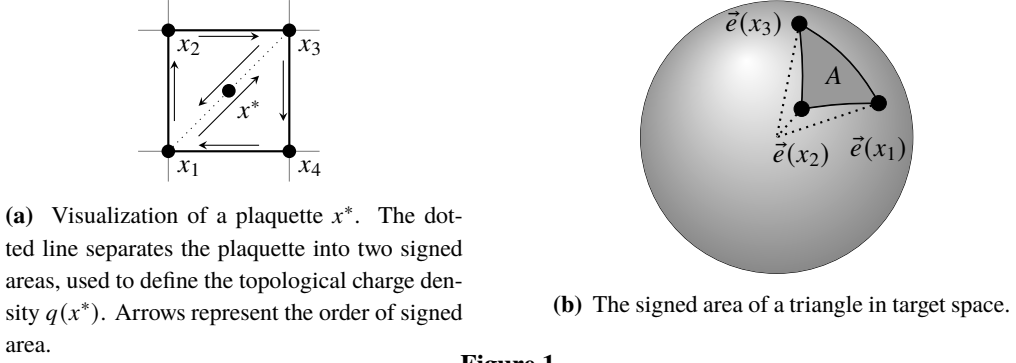 x₂
x₃
x*
x₁
x₄
(a) Visualization of a plaquette x*. The dot-
ted line separates the plaquette into two signed
areas, used to define the topological charge den-
sity q(x*). Arrows represent the order of signed
area.
e⃗(x₃)
A
e⃗(x₂)
e⃗(x₁)
(b) The signed area of a triangle in target space.
Figure 1